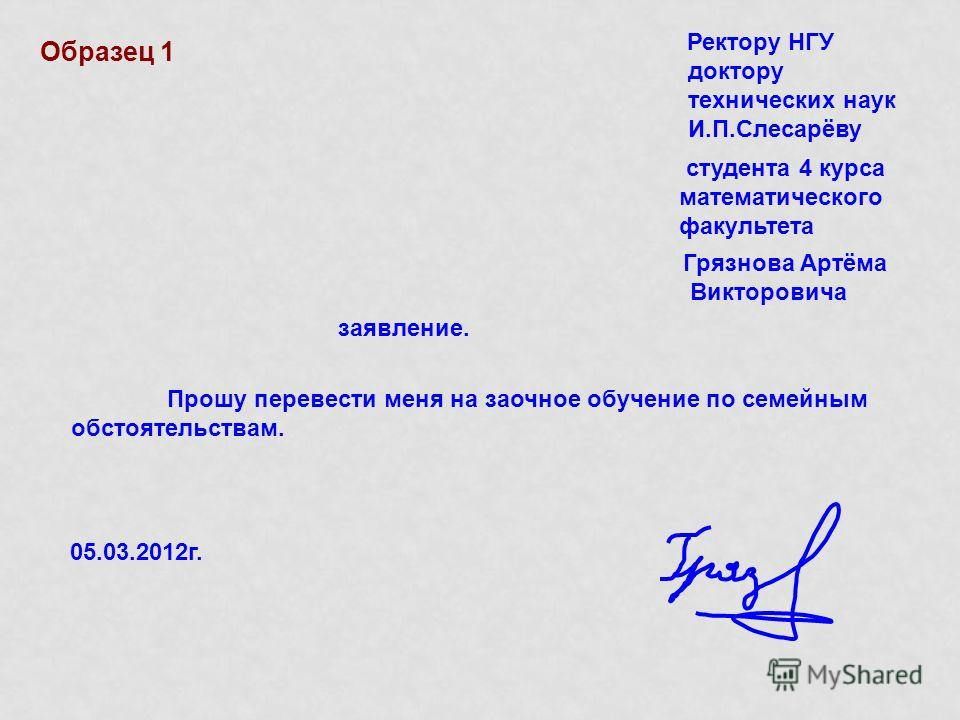 Образец 1
Ректору НГУ
доктору
технических наук
И.П.Слесарёву
студента 4 курса
математического
факультета
Грязнова Артёма
Викторовича
заявление.
Прошу перевести меня на заочное обучение по семейным
обстоятельствам.
05.03.2012г.
Гряз
MyShared